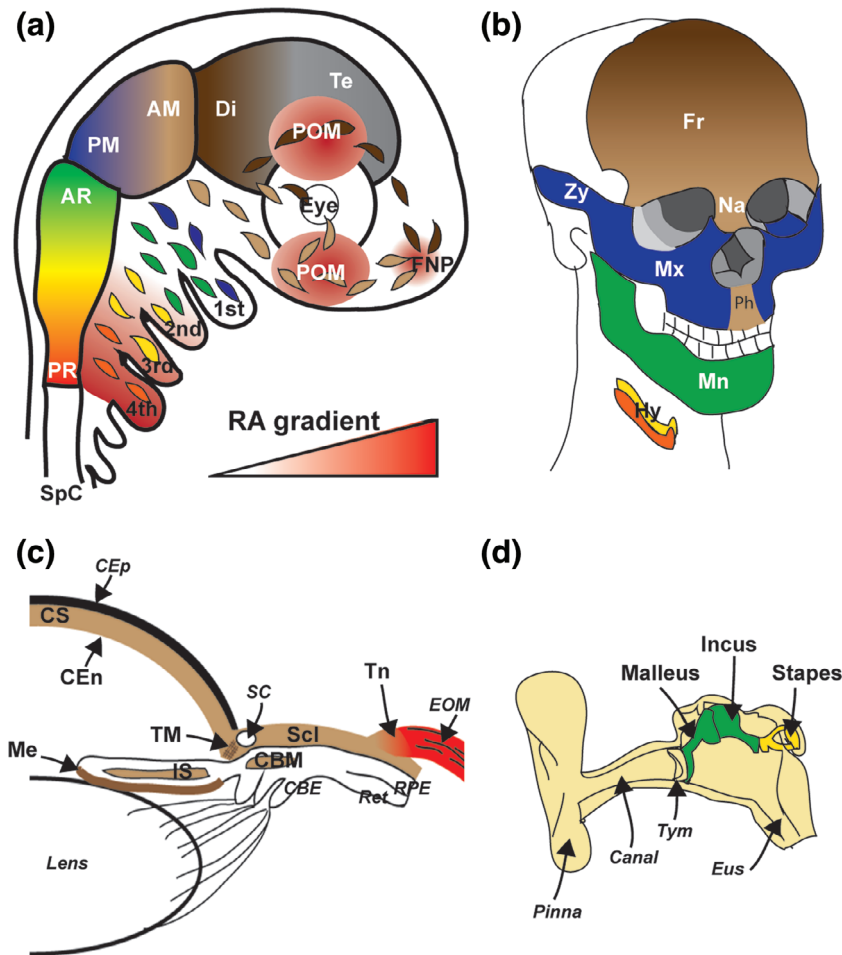 (a)
Te
AM
Di
POM
PM
AR
Eye
POM
FNP
1st
2nd
3rd
PR
4th
RA gradient
SpC
(b)
Fr
Zy
Na
Mx
Ph
Mn
Hy
(c)
CEp
CS
CEn
SC
Tn
EOM
TM
Scl
Me
IS
CBM
CBE
Ret
RPE
Lens
(d)
Incus
Malleus
Stapes
Tym
Canal
Eus
Pinna